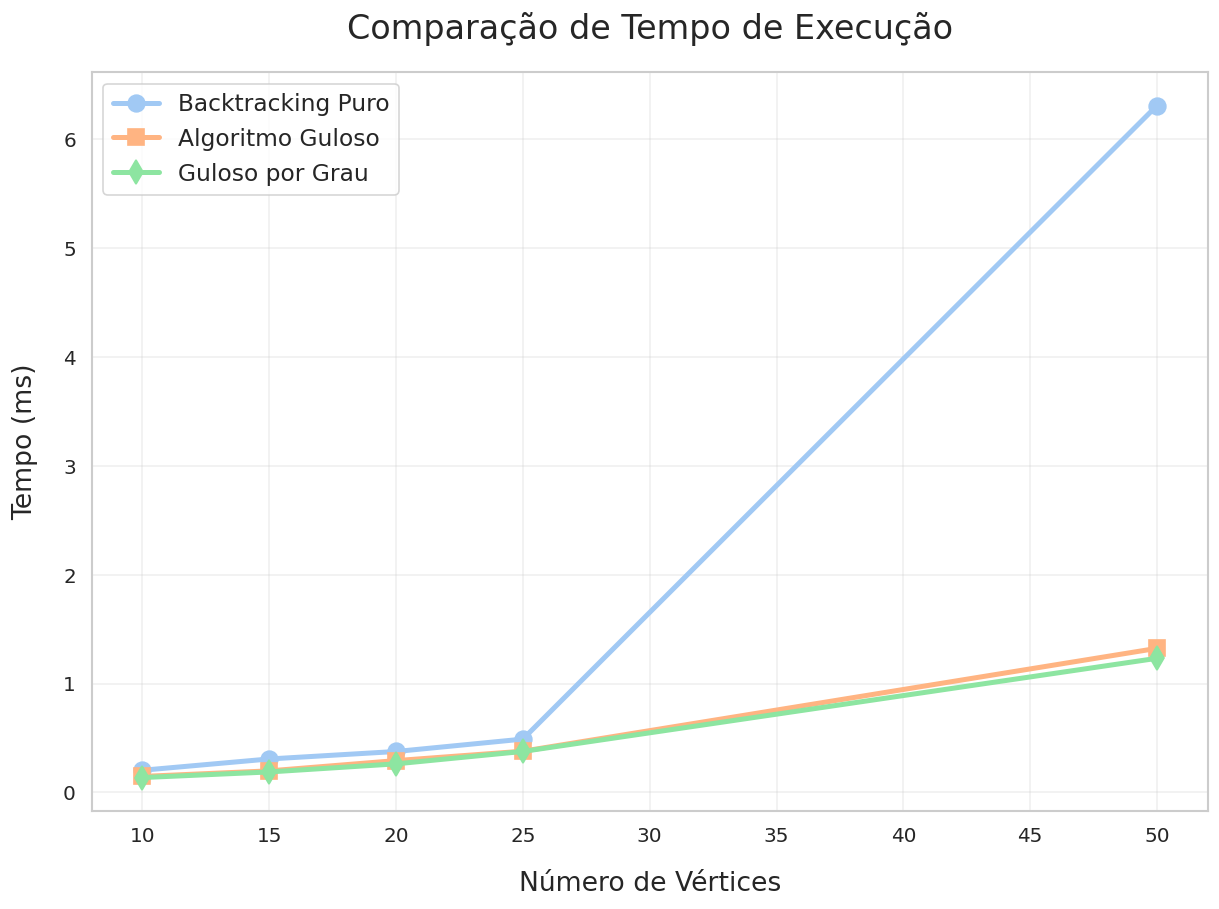 Comparação de Tempo de Execução
Backtracking Puro
Algoritmo Guloso
Guloso por Grau
Tempo (ms)
6
5
4
3
2
1
0
10 15 20 25 30 35 40 45 50
Número de Vértices